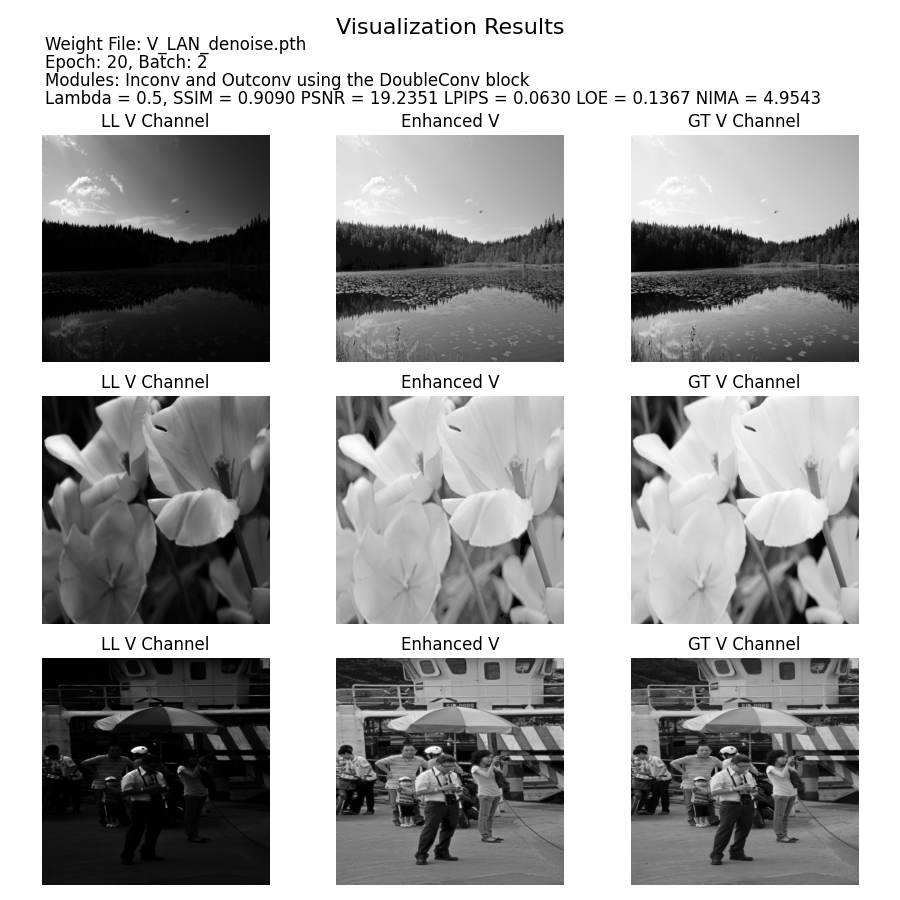 Visualization Results
Weight File: V_LAN_denoise.pth
Epoch: 20, Batch: 2
Modules: Inconv and Outconv using the DoubleConv block
Lambda = 0.5, SSIM = 0.9090 PSNR = 19.2351 LPIPS = 0.0630 LOE = 0.1367 NIMA = 4.9543
LL V Channel
Enhanced V
GT V Channel
LL V Channel
Enhanced V
GT V Channel
LL V Channel
Enhanced V
GT V Channel